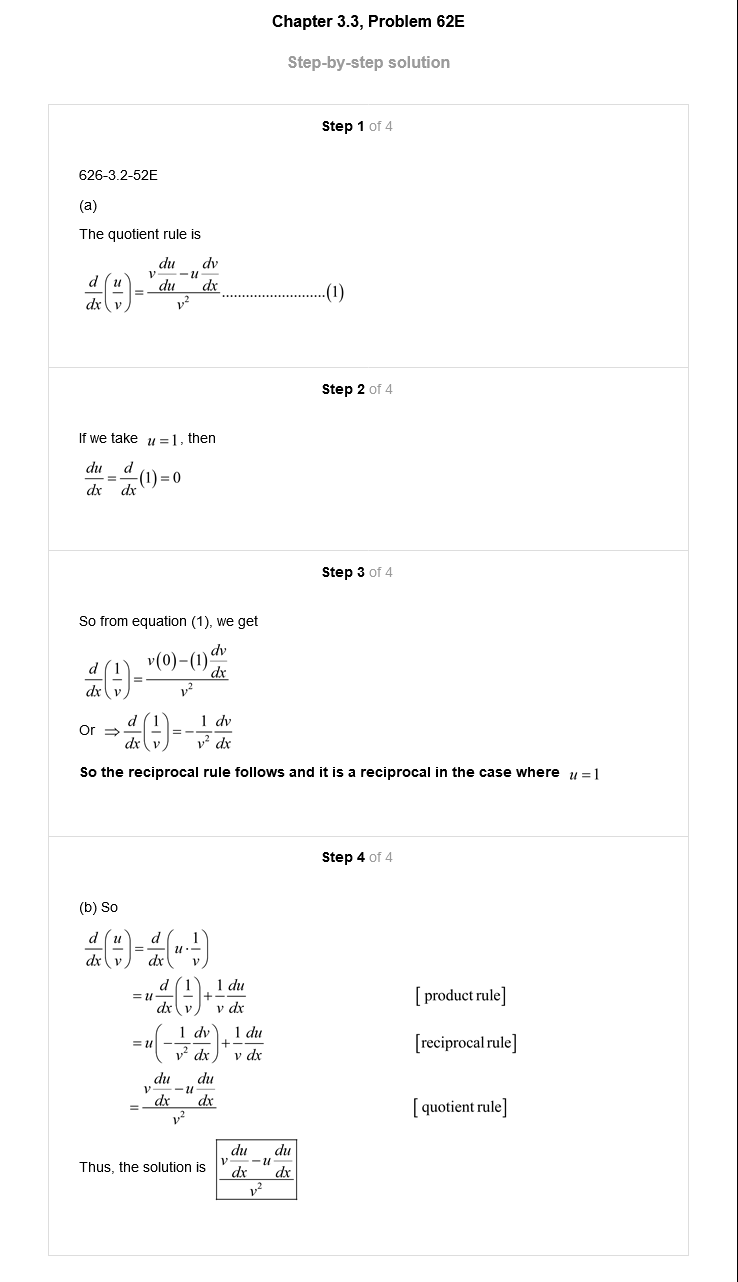 Chapter 3.3, Problem 62E
Step-by-step solution
Step 1 of 4
626-3.2-52E
(a)
The quotient rule is
\frac{d}{dx}\left(\frac{u}{v}\right)=\frac{v\frac{du}{du}-u\frac{dv}{dx}}{v^2}..........................(1)
Step 2 of 4
If we take u = 1, then
\frac{du}{dx}=\frac{d}{dx}(1)=0
Step 3 of 4
So from equation (1), we get
\frac{d}{dx}\left(\frac{1}{v}\right)=\frac{v(0)-(1)\frac{dv}{dx}}{v^2}
Or ⇒ \frac{d}{dx}\left(\frac{1}{v}\right)=-\frac{1}{v^2}\frac{dv}{dx}
So the reciprocal rule follows and it is a reciprocal in the case where u = 1
Step 4 of 4
(b) So
\frac{d}{dx}\left(\frac{u}{v}\right)=\frac{d}{dx}\left(u\cdot\frac{1}{v}\right)
=u\frac{d}{dx}\left(\frac{1}{v}\right)+\frac{1}{v}\frac{du}{dx} [product rule]
=u\left(-\frac{1}{v^2}\frac{dv}{dx}\right)+\frac{1}{v}\frac{du}{dx} [reciprocal rule]
=\frac{v\frac{du}{dx}-u\frac{du}{dx}}{v^2} [quotient rule]
Thus, the solution is \frac{v\frac{du}{dx}-u\frac{du}{dx}}{v^2}